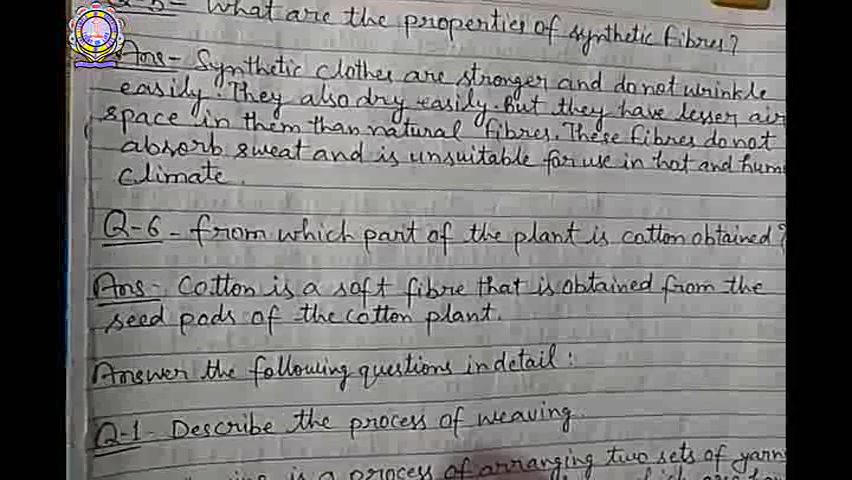 What are the properties of synthetic fibres?
Ans- Synthetic clothes are stronger and do not wrinkle
easily. They also dry easily. But they have lesser air
space in them than natural fibres. These fibres do not
absorb sweat and is unsuitable for use in hot and hum
climate.
Q-6- From which part of the plant is cotton obtained?
Ans- Cotton is a soft fibre that is obtained from the
seed pods of the cotton plant.
Answer the following questions in detail:
Q-1- Describe the process of weaving.
is a process of arranging two sets of yarn